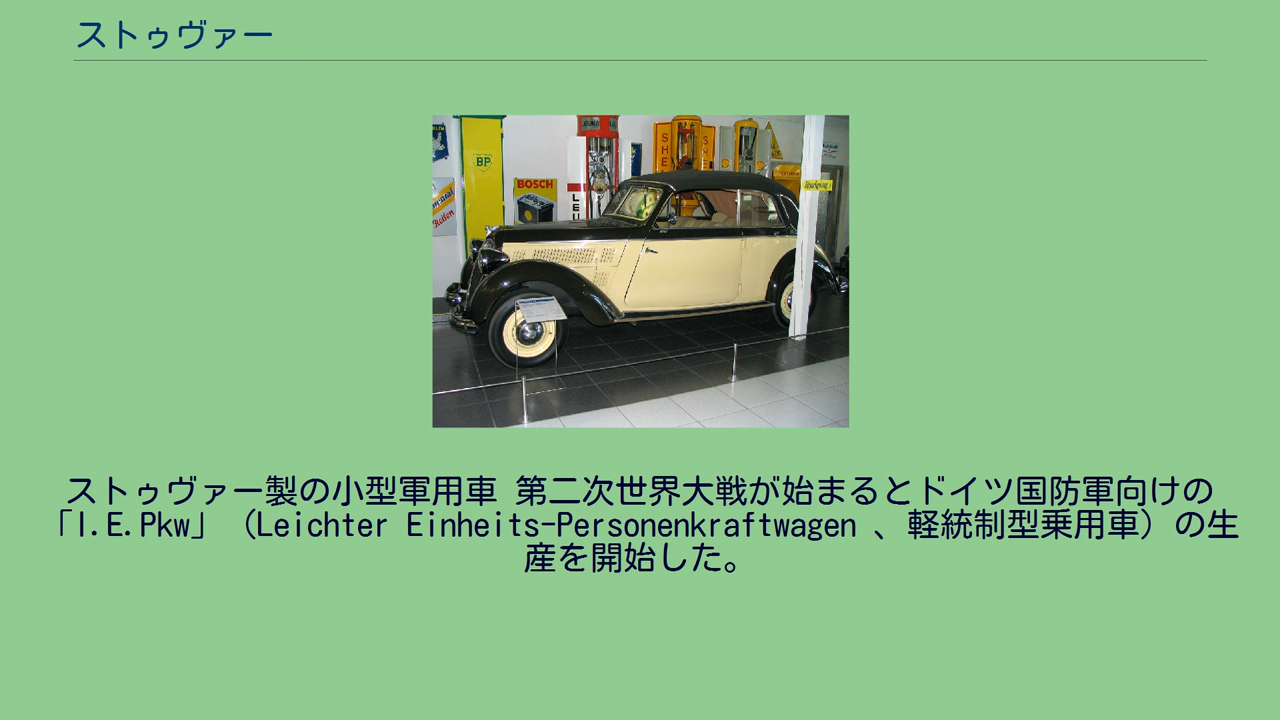 ストゥヴァー
BP
BOSCH
SHE
S
LEU
ストゥヴァー製の小型軍用車 第二次世界大戦が始まるとドイツ国防軍向けの
「l.E.Pkw」（Leichter Einheits-Personenkraftwagen 、軽統制型乗用車）の生
産を開始した。